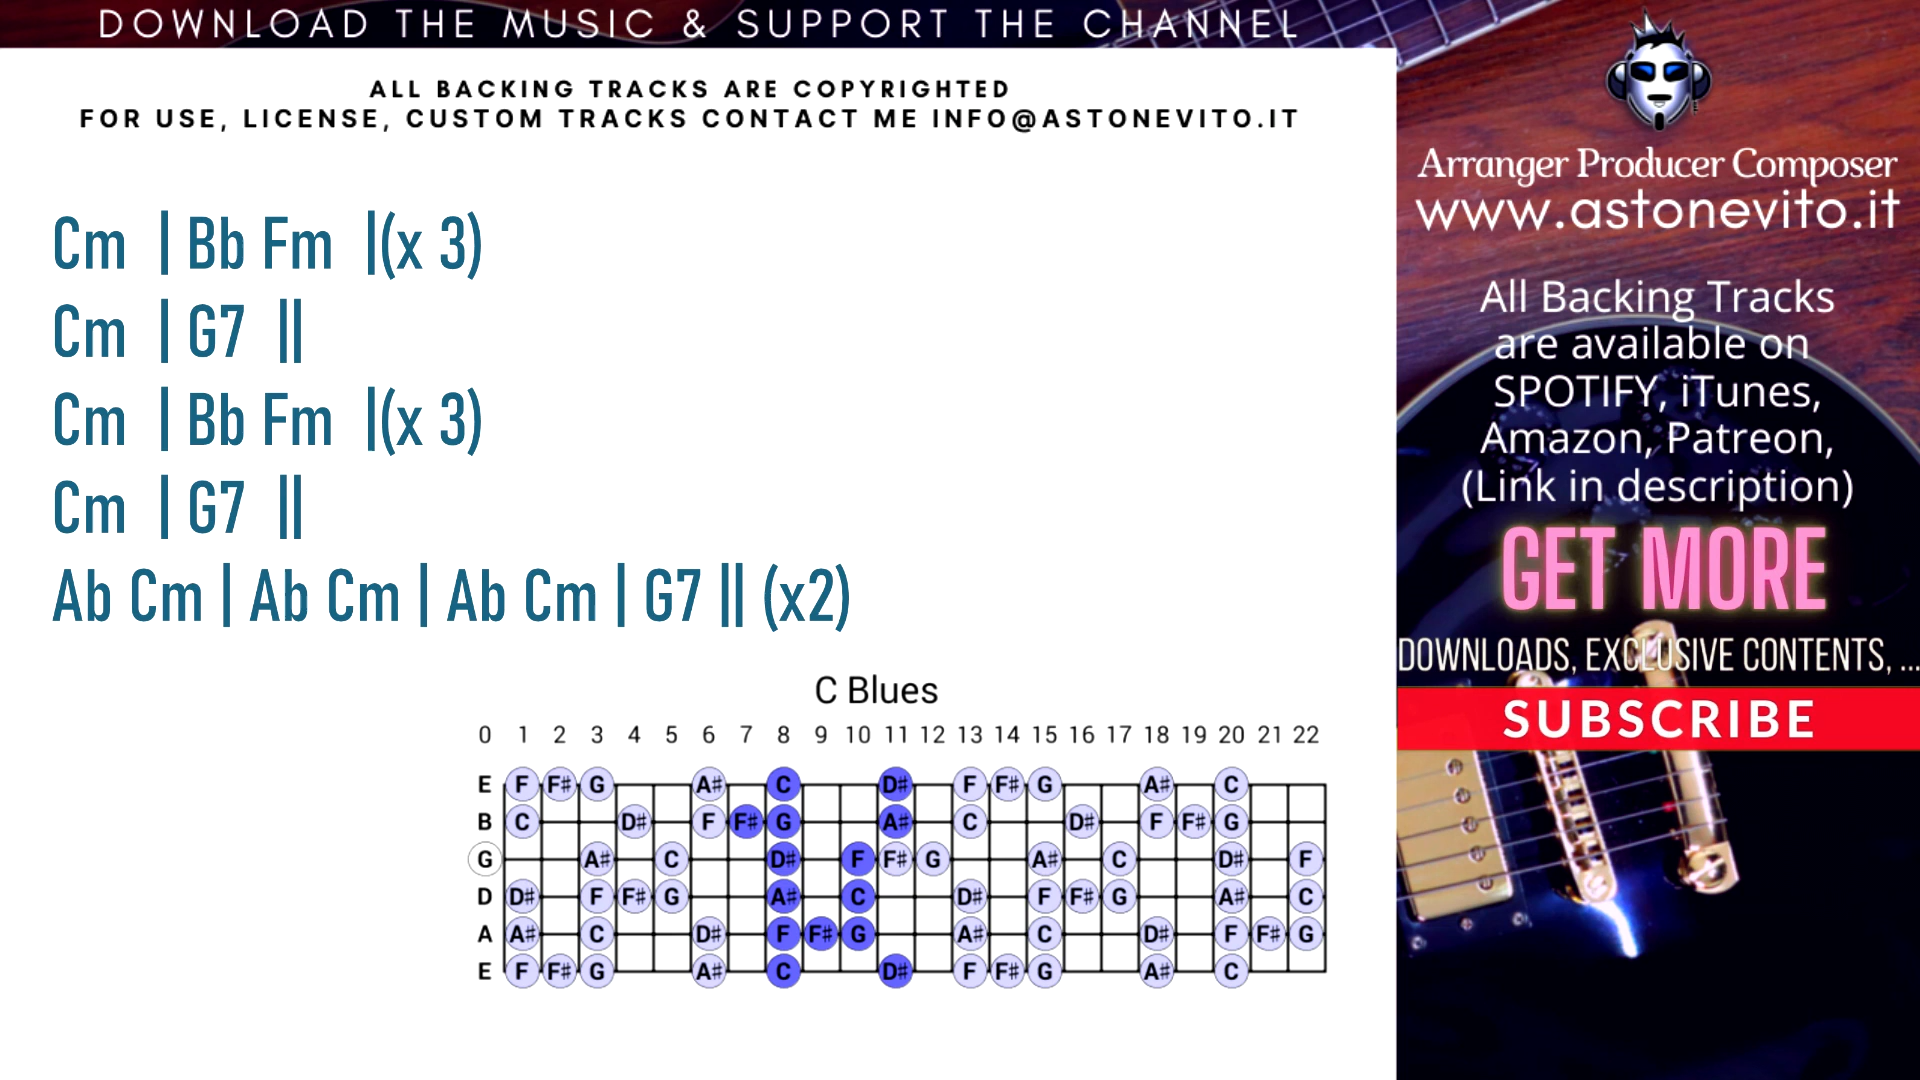 DOWNLOAD THE MUSIC & SUPPORT THE CHANNEL
ALL BACKING TRACKS ARE COPYRIGHTED
FOR USE, LICENSE, CUSTOM TRACKS CONTACT ME INFO@ASTONEVITO.IT
Cm | Bb Fm |(x 3)
Cm | G7 ||
Cm | Bb Fm |(x 3)
Cm | G7 ||
Ab Cm | Ab Cm | Ab Cm | G7 || (x2)
C Blues
0 1 2 3 4 5 6 7 8 9 10 11 12 13 14 15 16 17 18 19 20 21 22
E F F# G A# C D# F F# G A# C
B C D# F F# G A# C D# F F# G
G A# C D# F F# G A# C D# F
D D# F F# G A# C D# F F# G A# C
A A# C D# F F# G A# C D# F F# G
E F F# G A# C D# F F# G A# C
Arranger Producer Composer
www.astonevito.it
All Backing Tracks
are available on
SPOTIFY, iTunes,
Amazon, Patreon,
(Link in description)
GET MORE
DOWNLOADS, EXCLUSIVE CONTENTS, ...
SUBSCRIBE